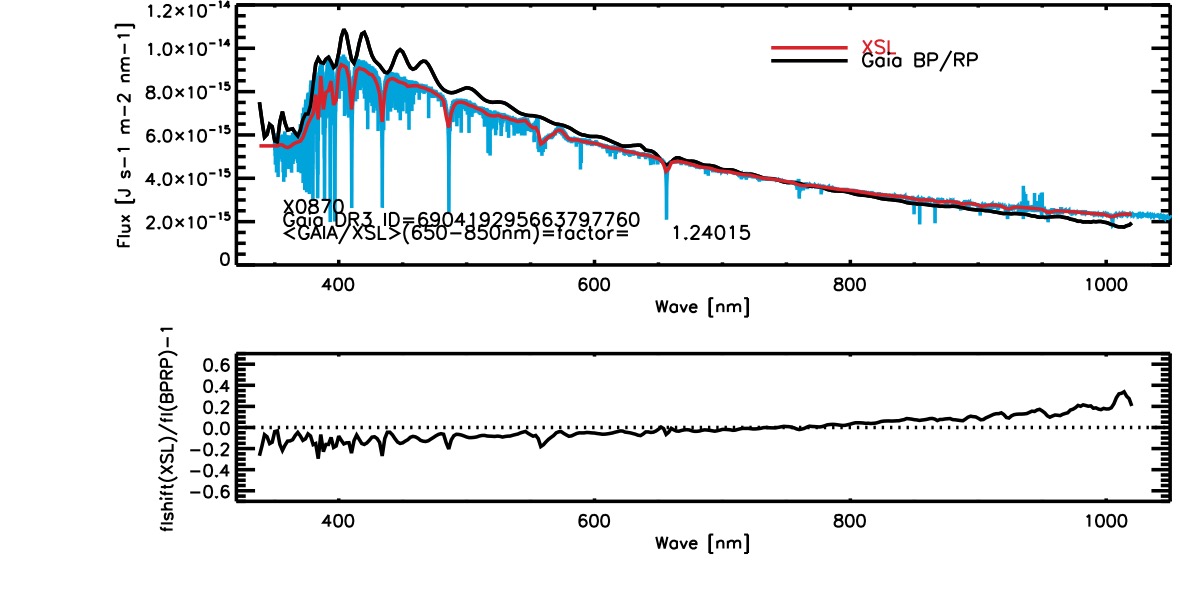 1.2×10⁻¹⁴
1.0×10⁻¹⁴
8.0×10⁻¹⁵
6.0×10⁻¹⁵
4.0×10⁻¹⁵
2.0×10⁻¹⁵
0
Flux [J s−1 m−2 nm−1]
XSL
Gaia BP/RP
X0870
Gaia DR3 ID=6904192956637977760
<GAIA/XSL>(650−850nm)=factor= 1.24015
400 600 800 1000
Wave [nm]
0.6
0.4
0.2
0.0
−0.2
−0.4
−0.6
flshift(XSL)/fl(BPRP)−1
400 600 800 1000
Wave [nm]